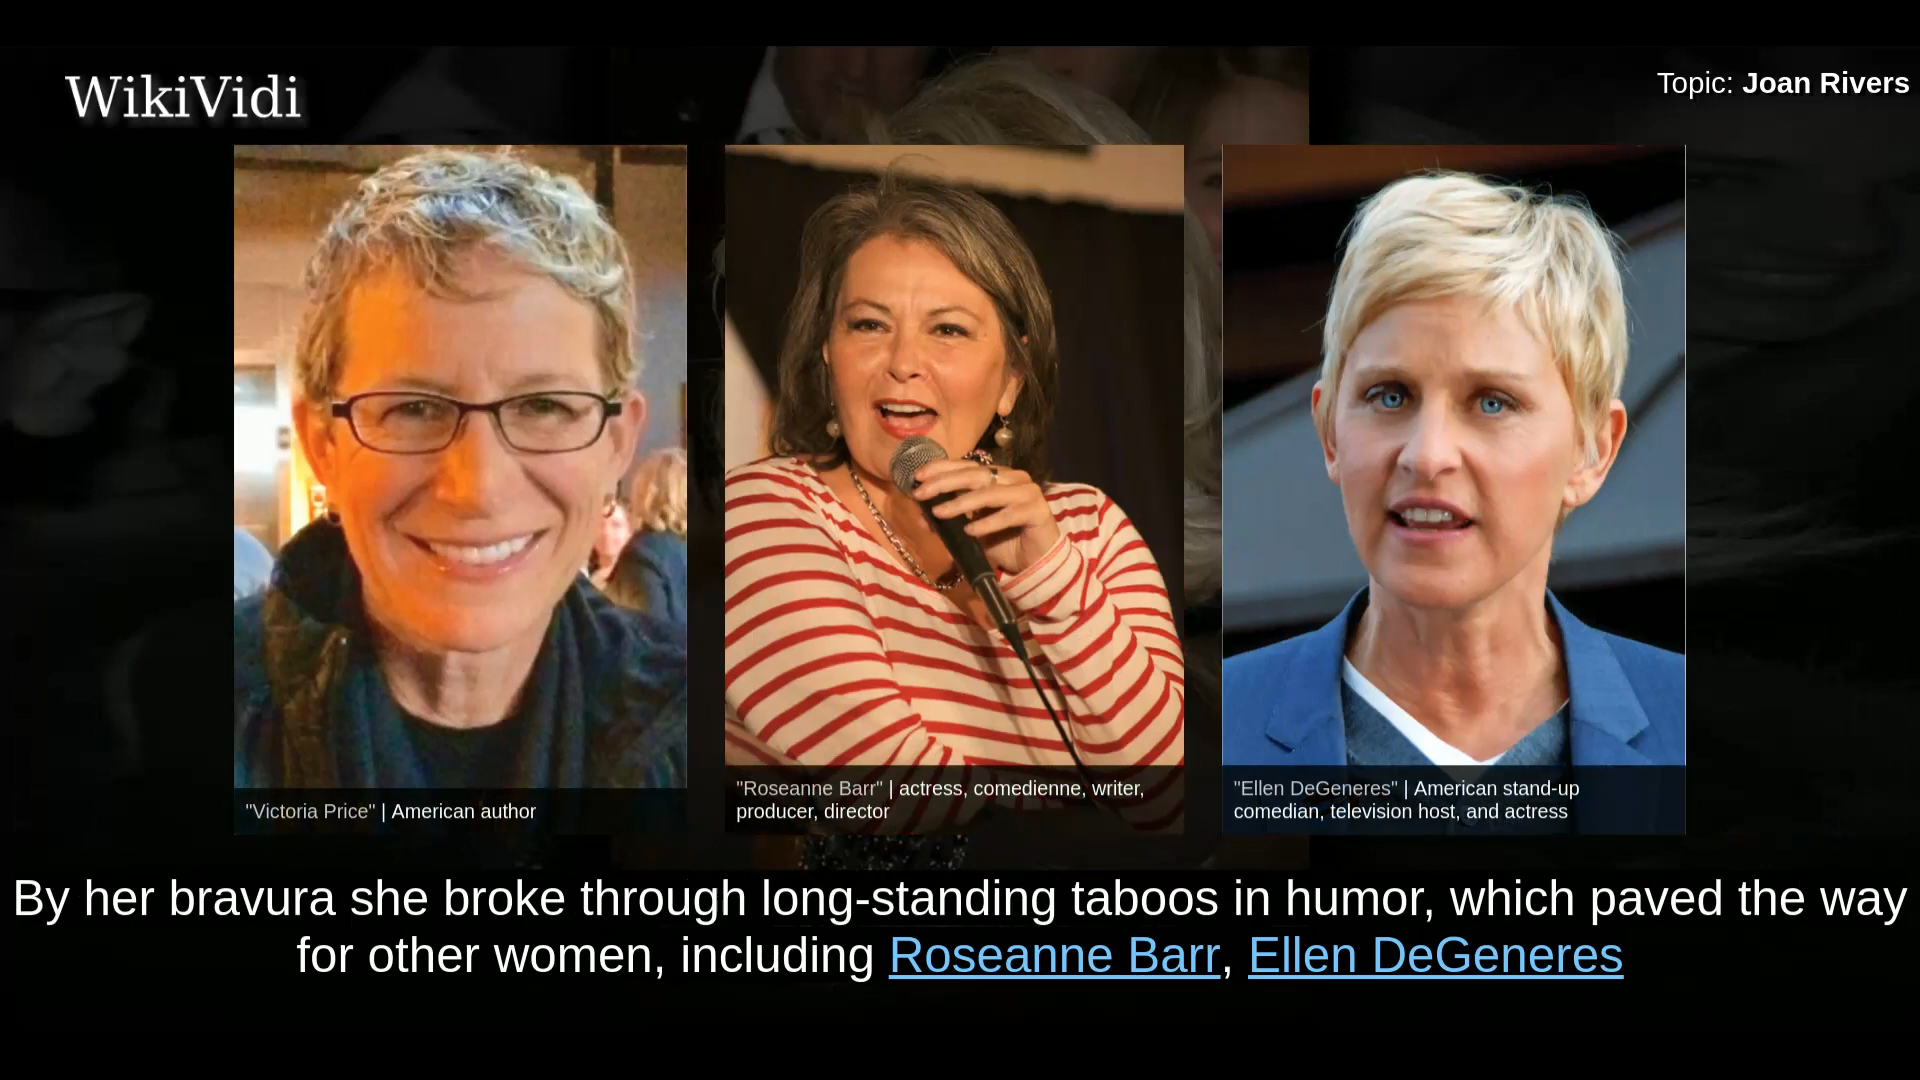 WikiVidi
Topic: Joan Rivers
"Victoria Price" | American author
"Roseanne Barr" | actress, comedienne, writer,
producer, director
"Ellen DeGeneres" | American stand-up
comedian, television host, and actress
By her bravura she broke through long-standing taboos in humor, which paved the way
for other women, including Roseanne Barr, Ellen DeGeneres